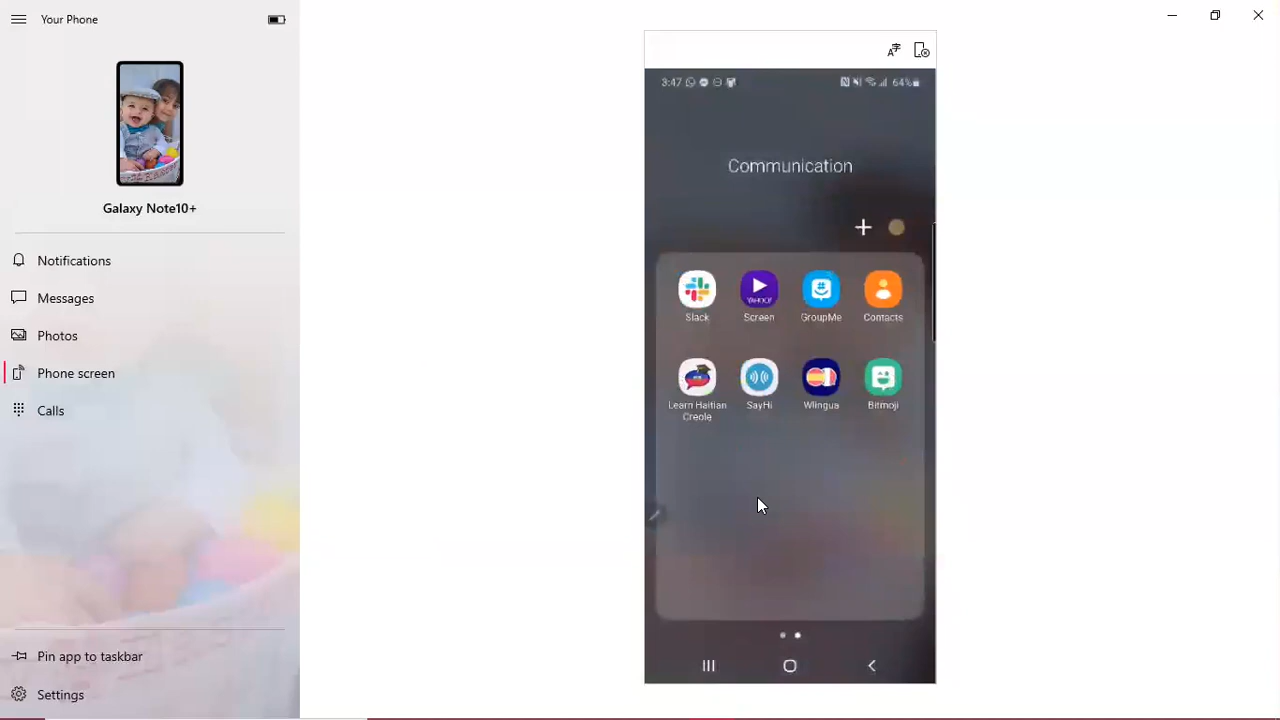 Your Phone
Galaxy Note10+
Notifications
Messages
Photos
Phone screen
Calls
Pin app to taskbar
Settings
3:47
64%
Communication
Slack
YAHOO!
Screen
GroupMe
Contacts
Learn Haitian
Creole
SayHi
Wlingua
Bitmoji